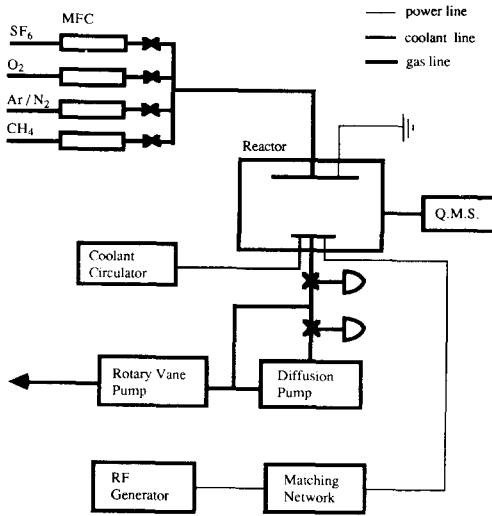 MFC
SF6
O2
Ar / N2
CH4
power line
coolant line
gas line
Reactor
Q.M.S.
Coolant
Circulator
Rotary Vane
Pump
Diffusion
Pump
RF
Generator
Matching
Network